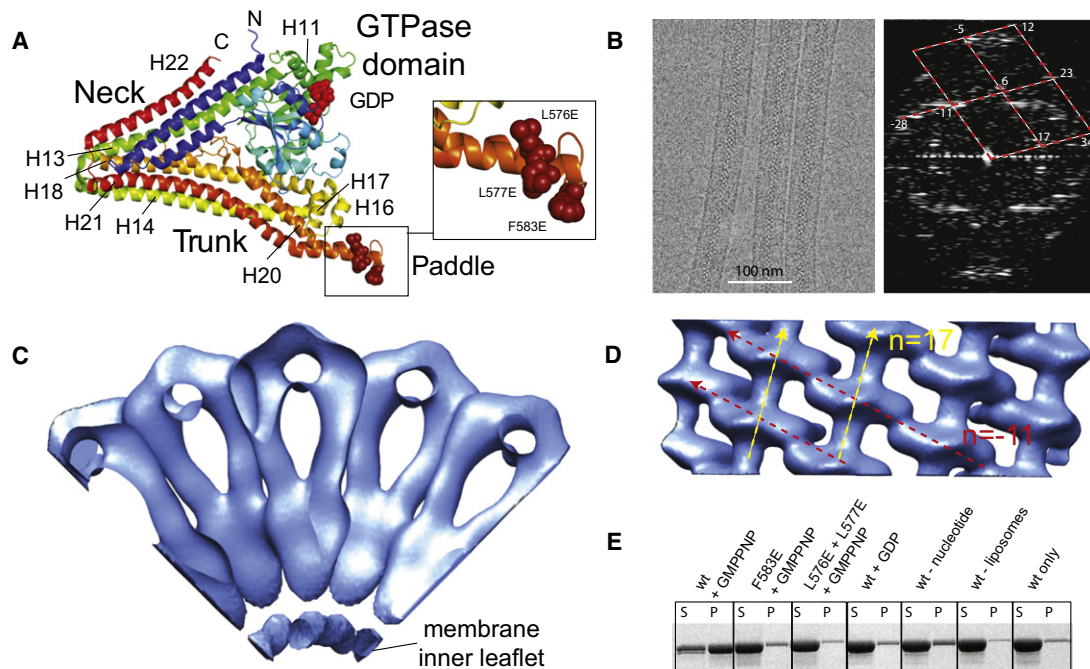 A
N
C
H11
GTPase
domain
H22
Neck
GDP
L576E
L577E
F583E
H13
H18
H21
H14
H17
H16
Trunk
H20
Paddle
B
100 nm
-5
12
6
23
-11
-28
17
34
C
membrane
inner leaflet
D
n=17
n=-11
E
wt
+ GMPPNP
F583E
+ GMPPNP
L576E + L577E
+ GMPPNP
wt + GDP
wt - nucleotide
wt - liposomes
wt only
S P S P S P S P S P S P S P